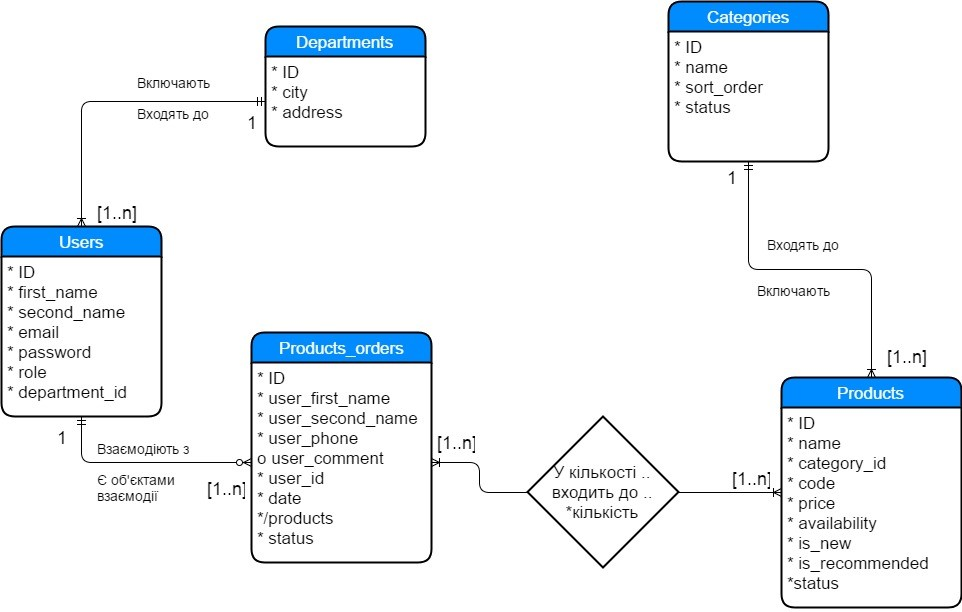 Departments
* ID
* city
* address
Categories
* ID
* name
* sort_order
* status
Включають
Входять до
1
[1..n]
1
Входять до
Включають
[1..n]
Users
* ID
* first_name
* second_name
* email
* password
* role
* department_id
1
Взаємодіють з
Є об'єктами
взаємодії
[1..n]
Products_orders
* ID
* user_first_name
* user_second_name
* user_phone
o user_comment
* user_id
* date
*/products
* status
[1..n]
У кількості ..
входить до ..
*кількість
[1..n]
Products
* ID
* name
* category_id
* code
* price
* availability
* is_new
* is_recommended
*status